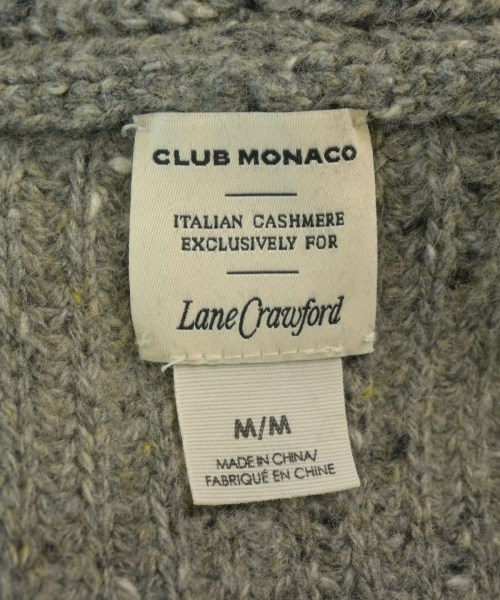 CLUB MONACO
ITALIAN CASHMERE
EXCLUSIVELY FOR
Lane Crawford
M/M
MADE IN CHINA/
FABRIQUÉ EN CHINE